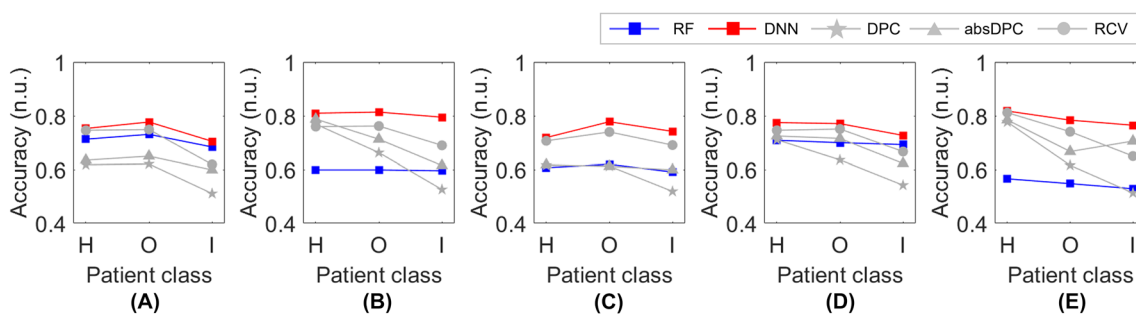 RF DNN DPC absDPC RCV
1 1 1 1 1
0.8 0.8 0.8 0.8 0.8
0.6 0.6 0.6 0.6 0.6
0.4 0.4 0.4 0.4 0.4
Accuracy (n.u.) Accuracy (n.u.) Accuracy (n.u.) Accuracy (n.u.) Accuracy (n.u.)
H O I H O I H O I H O I H O I
Patient class Patient class Patient class Patient class Patient class
(A) (B) (C) (D) (E)